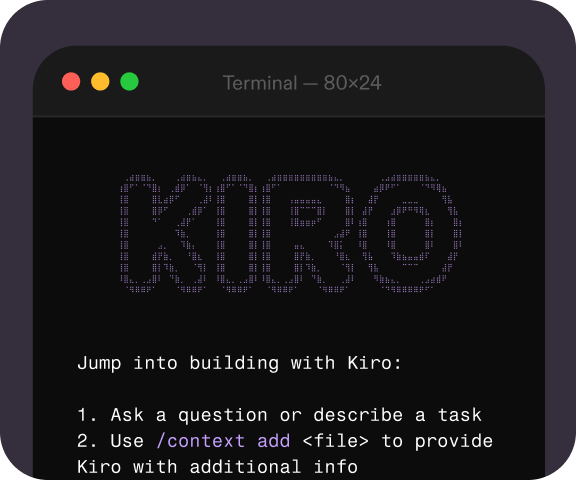 Terminal — 80×24
KIRO
Jump into building with Kiro:
1. Ask a question or describe a task
2. Use /context add <file> to provide
Kiro with additional info